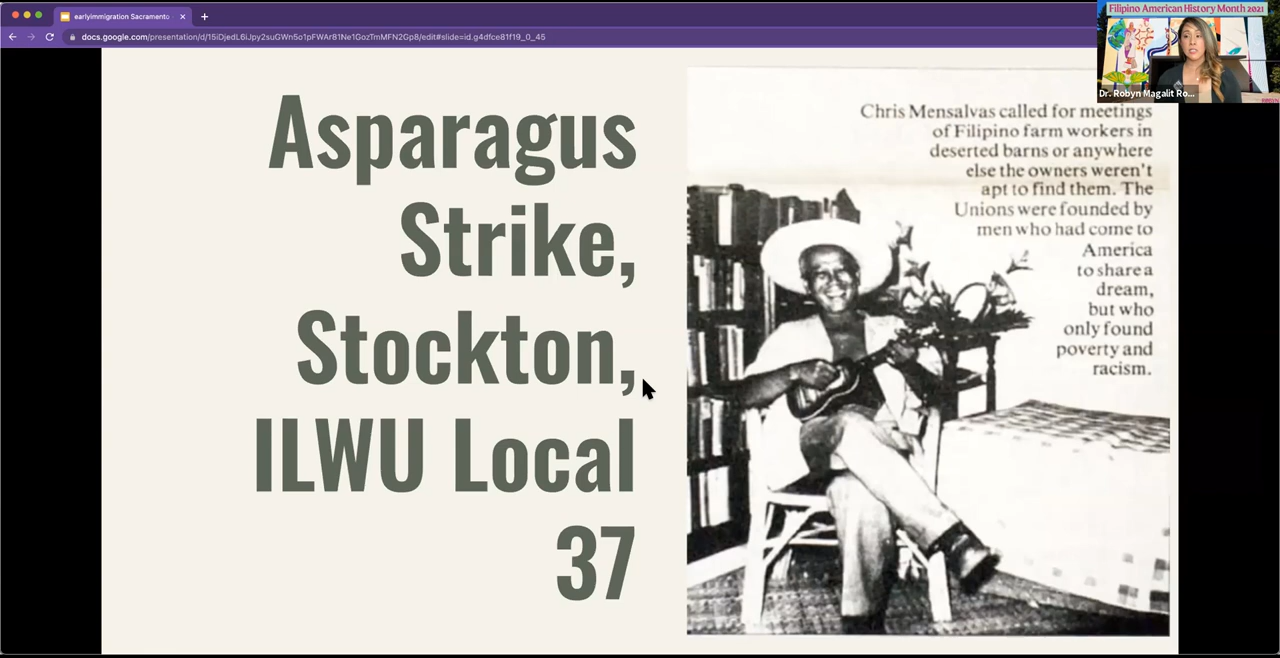 earlyimmigration Sacramento
docs.google.com/presentation/d/15iDjedL6iJpy2suGWn5o1pFWAr81Ne1GozTmMFN2Gp8/edit#slide=id.g4dfce81f19_0_45
Filipino American History Month 2021
Dr. Robyn Magalit Ro...
Asparagus
Strike,
Stockton,
ILWU Local
37
Chris Mensalvas called for meetings
of Filipino farm workers in
deserted barns or anywhere
else the owners weren't
apt to find them. The
Unions were founded by
men who had come to
America
to share a
dream,
but who
only found
poverty and
racism.